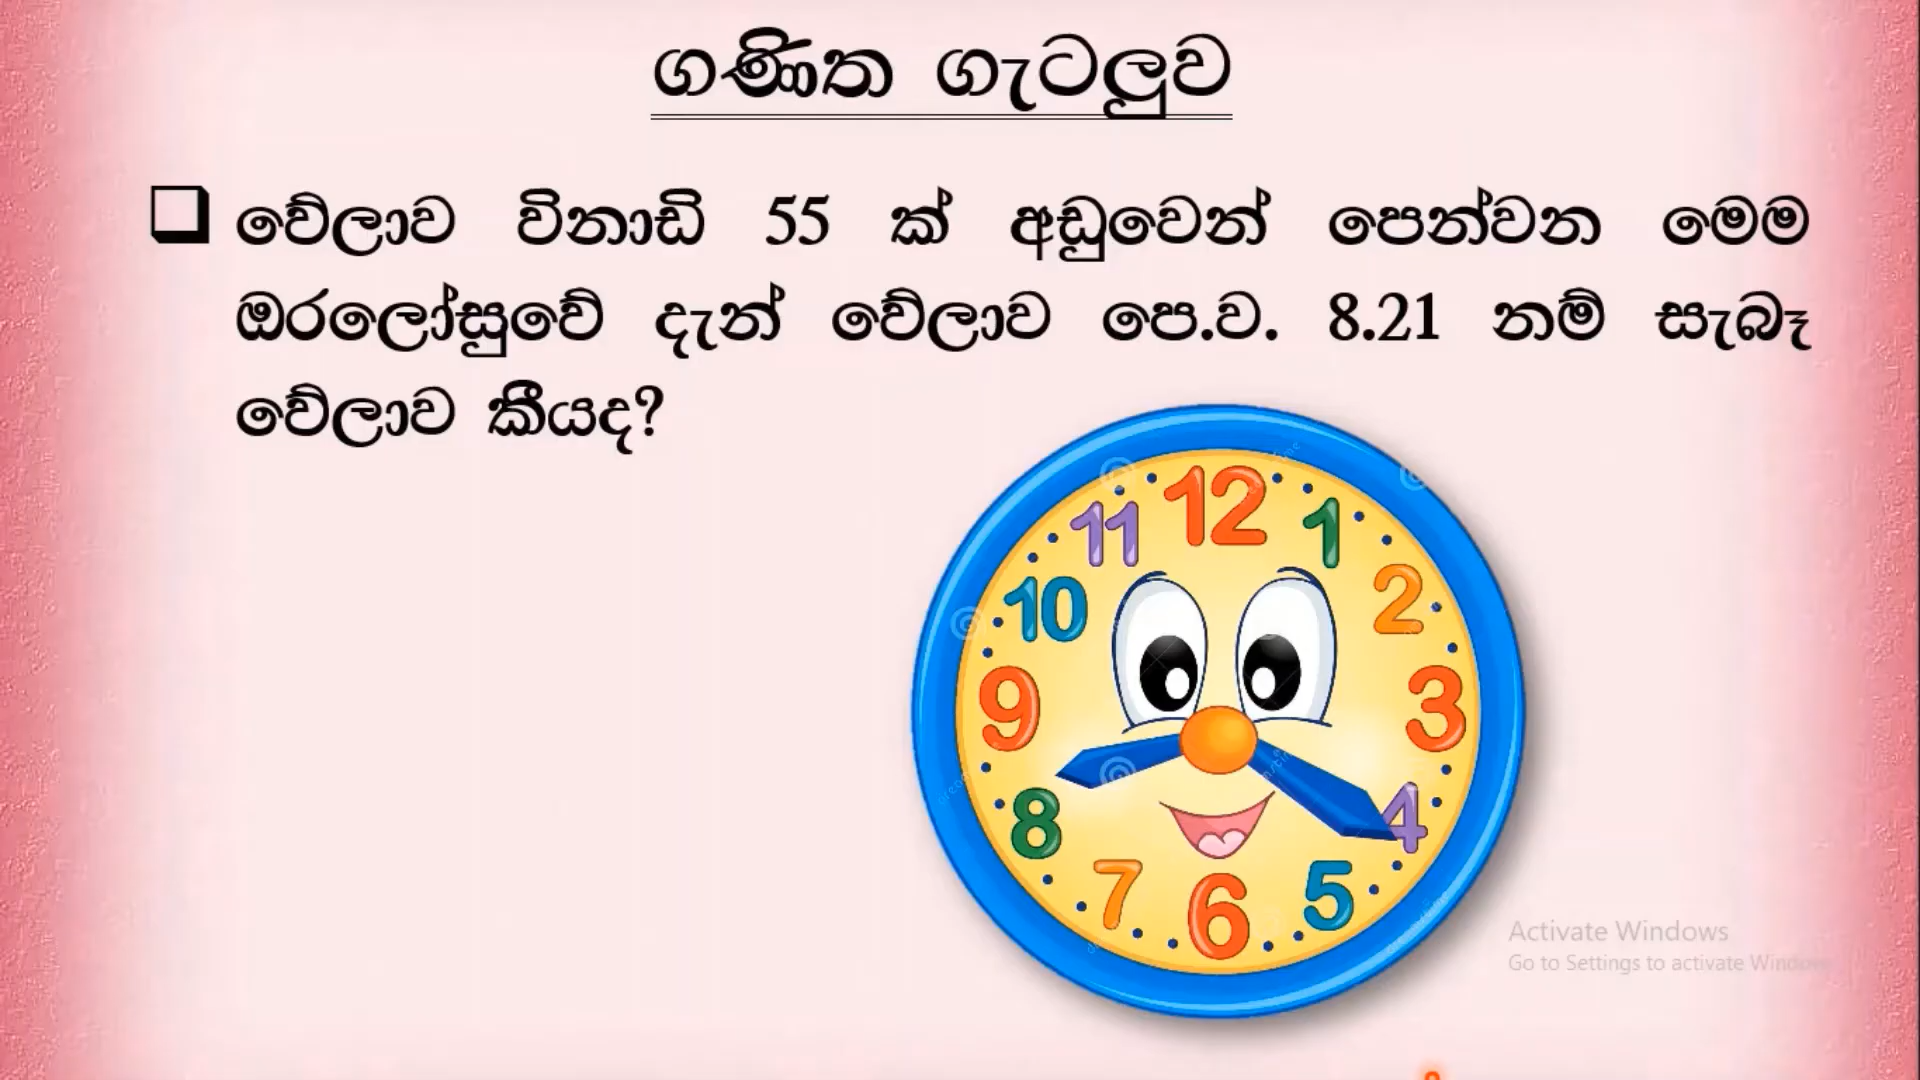 ගණිත ගැටලුව
වේලාව විනාඩි 55 ක් අඩුවෙන් පෙන්වන මෙම
ඔරලෝසුවේ දැන් වේලාව පෙ.ව. 8.21 නම් සැබෑ
වේලාව කීයද?
12
11 1
10 2
9 3
8 4
7 5
6
Activate Windows
Go to Settings to activate Windows